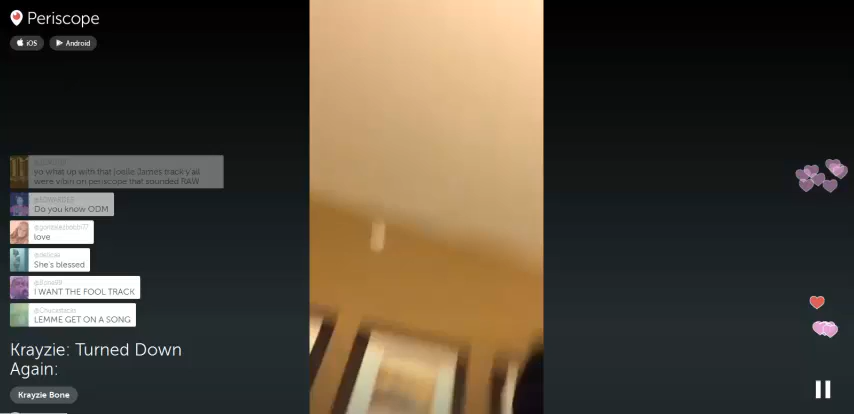 Periscope
iOS
Android
yo what up with that joelle James track y'all
were vibin on periscope that sounded RAW
Do you know ODM
love
She's blessed
I WANT THE FOOL TRACK
LEMME GET ON A SONG
Krayzie: Turned Down
Again:
Krayzie Bone